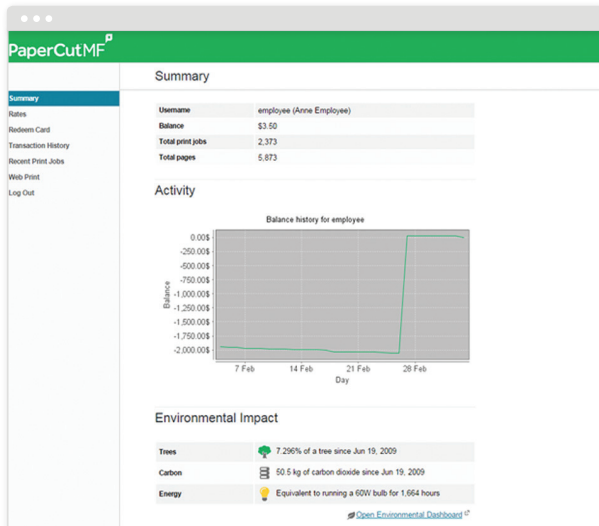 PaperCutMF
Summary
Summary
Rates
Redeem Card
Transaction History
Recent Print Jobs
Web Print
Log Out
Username employee (Anne Employee)
Balance $3.50
Total print jobs 2,373
Total pages 5,873
Activity
Balance history for employee
0.00$
-250.00$
-500.00$
-750.00$
-1,000.00$
-1,250.00$
-1,500.00$
-1,750.00$
-2,000.00$
Balance
7 Feb 14 Feb 21 Feb 28 Feb
Day
Environmental Impact
Trees 7.296% of a tree since Jun 19, 2009
Carbon 50.5 kg of carbon dioxide since Jun 19, 2009
Energy Equivalent to running a 60W bulb for 1,664 hours
Open Environmental Dashboard